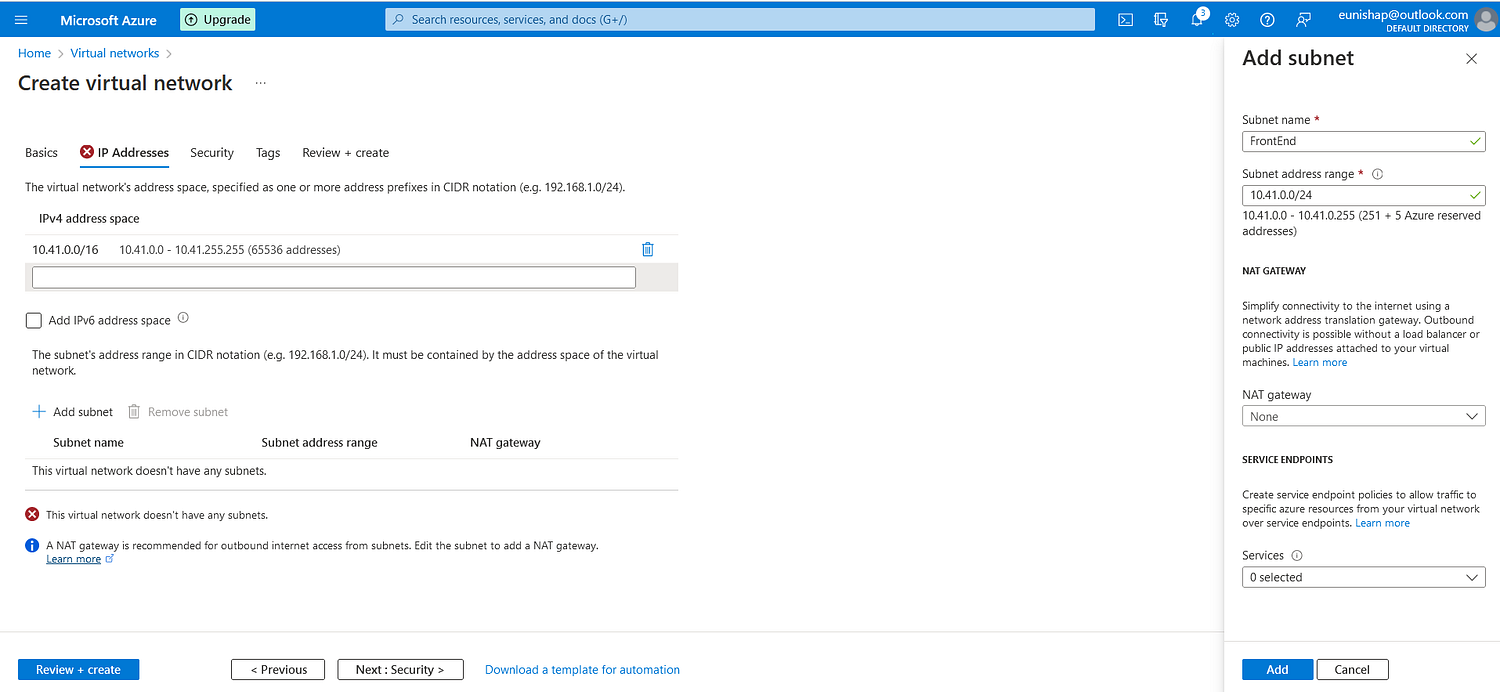 Microsoft Azure
Upgrade
Search resources, services, and docs (G+/)
3
eunishap@outlook.com
DEFAULT DIRECTORY
Home > Virtual networks >
Create virtual network ...
Basics
IP Addresses
Security
Tags
Review + create
The virtual network's address space, specified as one or more address prefixes in CIDR notation (e.g. 192.168.1.0/24).
IPv4 address space
10.41.0.0/16 10.41.0.0 - 10.41.255.255 (65536 addresses)
Add IPv6 address space
The subnet's address range in CIDR notation (e.g. 192.168.1.0/24). It must be contained by the address space of the virtual
network.
Add subnet
Remove subnet
Subnet name
Subnet address range
NAT gateway
This virtual network doesn't have any subnets.
This virtual network doesn't have any subnets.
A NAT gateway is recommended for outbound internet access from subnets. Edit the subnet to add a NAT gateway.
Learn more
Review + create
< Previous
Next : Security >
Download a template for automation
Add subnet
Subnet name *
FrontEnd
Subnet address range *
10.41.0.0/24
10.41.0.0 - 10.41.0.255 (251 + 5 Azure reserved
addresses)
NAT GATEWAY
Simplify connectivity to the internet using a
network address translation gateway. Outbound
connectivity is possible without a load balancer or
public IP addresses attached to your virtual
machines. Learn more
NAT gateway
None
SERVICE ENDPOINTS
Create service endpoint policies to allow traffic to
specific azure resources from your virtual network
over service endpoints. Learn more
Services
0 selected
Add
Cancel